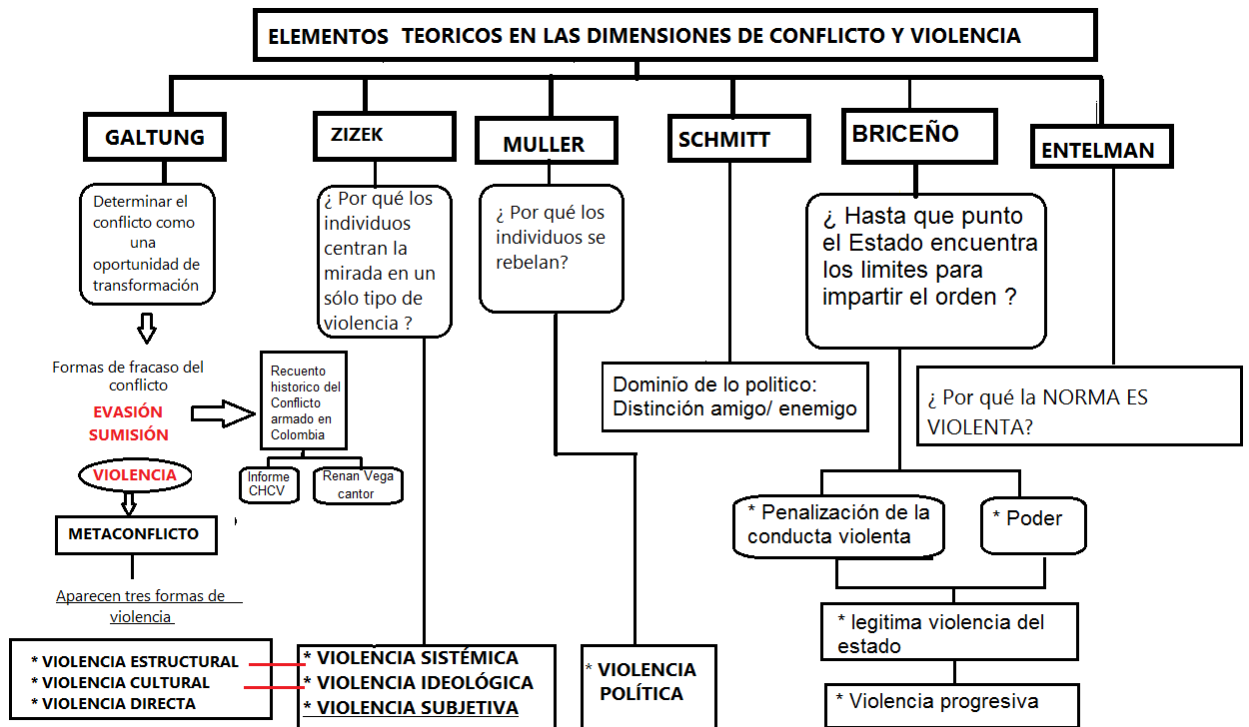 ELEMENTOS TEORICOS EN LAS DIMENSIONES DE CONFLICTO Y VIOLENCIA
GALTUNG
Determinar el
conflicto como
una
oportunidad de
transformación
Formas de fracaso del
conflicto
EVASIÓN
SUMISIÓN
VIOLENCIA
METACONFLICTO
Aparecen tres formas de
violencia
* VIOLENCIA ESTRUCTURAL
* VIOLENCIA CULTURAL
* VIOLENCIA DIRECTA
Recuento
historico del
Conflicto
armado en
Colombia
Informe
CHCV
Renan Vega
cantor
ZIZEK
¿ Por qué los
individuos
centran la
mirada en un
sólo tipo de
violencia ?
* VIOLENCIA SISTÉMICA
* VIOLENCIA IDEOLÓGICA
* VIOLENCIA SUBJETIVA
MULLER
¿ Por qué los
individuos se
rebelan?
* VIOLENCIA
POLÍTICA
SCHMITT
Dominío de lo politico:
Distinción amigo/ enemigo
BRICEÑO
¿ Hasta que punto
el Estado encuentra
los limites para
impartir el orden ?
* Penalización de la
conducta violenta
* Poder
* legitima violencia del
estado
* Violencia progresiva
ENTELMAN
¿ Por qué la NORMA ES
VIOLENTA?